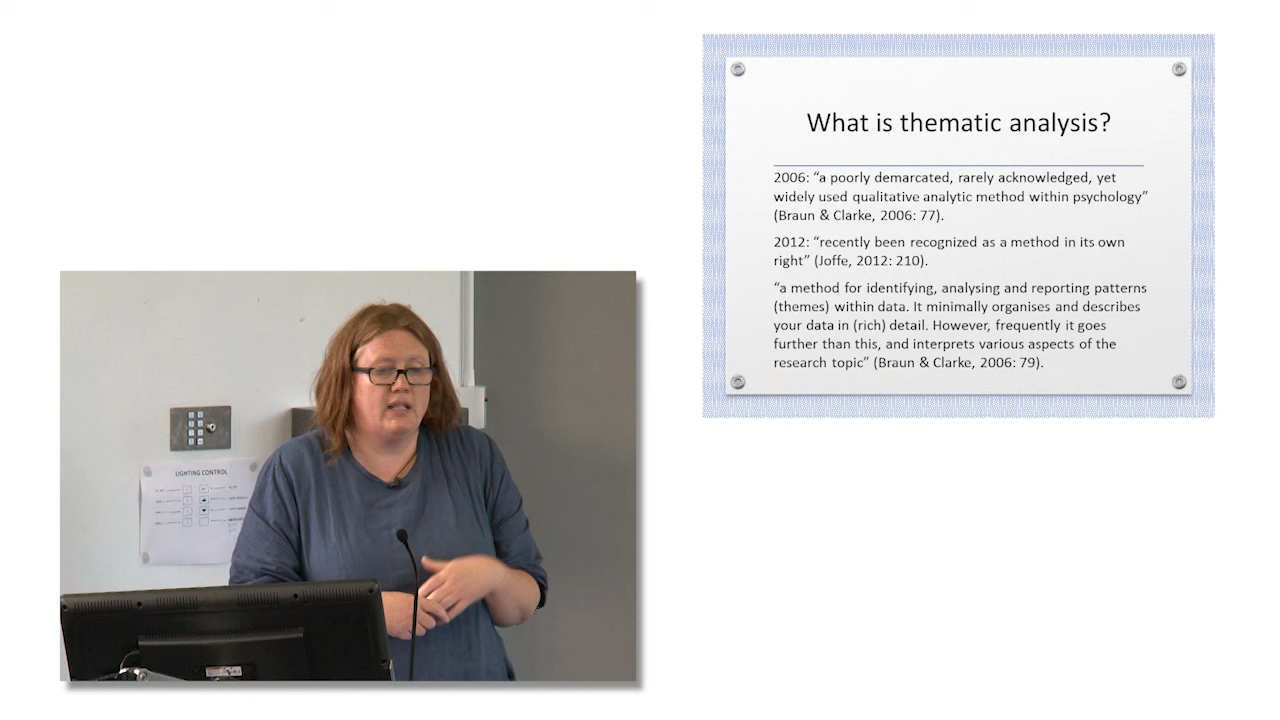 What is thematic analysis?
2006: “a poorly demarcated, rarely acknowledged, yet
widely used qualitative analytic method within psychology”
(Braun & Clarke, 2006: 77).
2012: “recently been recognized as a method in its own
right” (Joffe, 2012: 210).
“a method for identifying, analysing and reporting patterns
(themes) within data. It minimally organises and describes
your data in (rich) detail. However, frequently it goes
further than this, and interprets various aspects of the
research topic” (Braun & Clarke, 2006: 79).
LIGHTING CONTROL